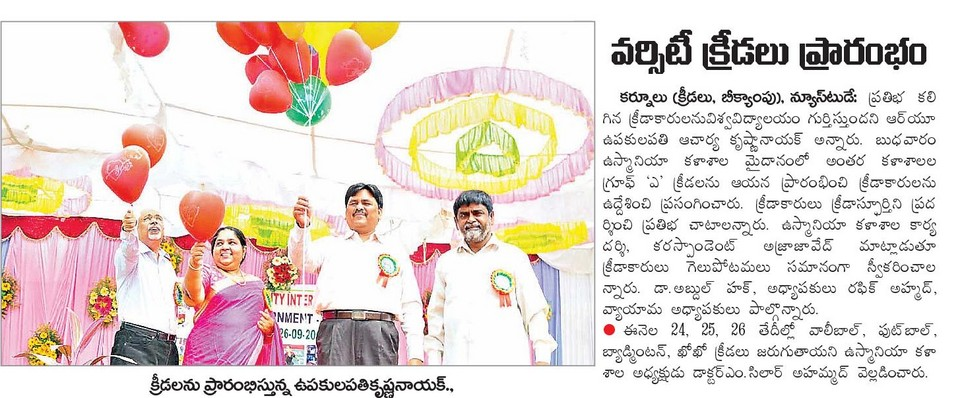 వర్సిటీ క్రీడలు ప్రారంభం
కర్నూలు (క్రీడలు, బీక్యాంపు), న్యూస్‌టుడే: ప్రతిభ కలి
గిన క్రీడాకారులనువిశ్వవిద్యాలయం గుర్తిస్తుందని ఆర్‌యూ
ఉపకులపతి ఆచార్య కృష్ణానాయక్ అన్నారు. బుధవారం
ఉస్మానియా కళాశాల మైదానంలో అంతర కళాశాలల
గ్రూఫ్ 'ఎ' క్రీడలను ఆయన ప్రారంభించి క్రీడాకారులను
ఉద్దేశించి ప్రసంగించారు. క్రీడాకారులు క్రీడాస్ఫూర్తిని ప్రద
ర్శించి ప్రతిభ చాటాలన్నారు. ఉస్మానియా కళాశాల కార్య
దర్శి, కరస్పాండెంట్ అజ్రాజావేద్ మాట్లాడుతూ
క్రీడాకారులు గెలుపోటమలు సమానంగా స్వీకరించాల
న్నారు. డా.అబ్దుల్ హక్, అధ్యాపకులు రఫిక్ అహ్మద్,
వ్యాయామ అధ్యాపకులు పాల్గొన్నారు.
● ఈనెల 24, 25, 26 తేదీల్లో వాలీబాల్, ఫుట్‌బాల్,
బ్యాడ్మింటన్, ఖోఖో క్రీడలు జరుగుతాయని ఉస్మానియా కళా
శాల అధ్యక్షుడు డాక్టర్ఎం.సిలార్ అహమ్మద్ వెల్లడించారు.
TY INTER
NMENT
26-09-20
క్రీడలను ప్రారంభిస్తున్న ఉపకులపతికృష్ణనాయక్.,